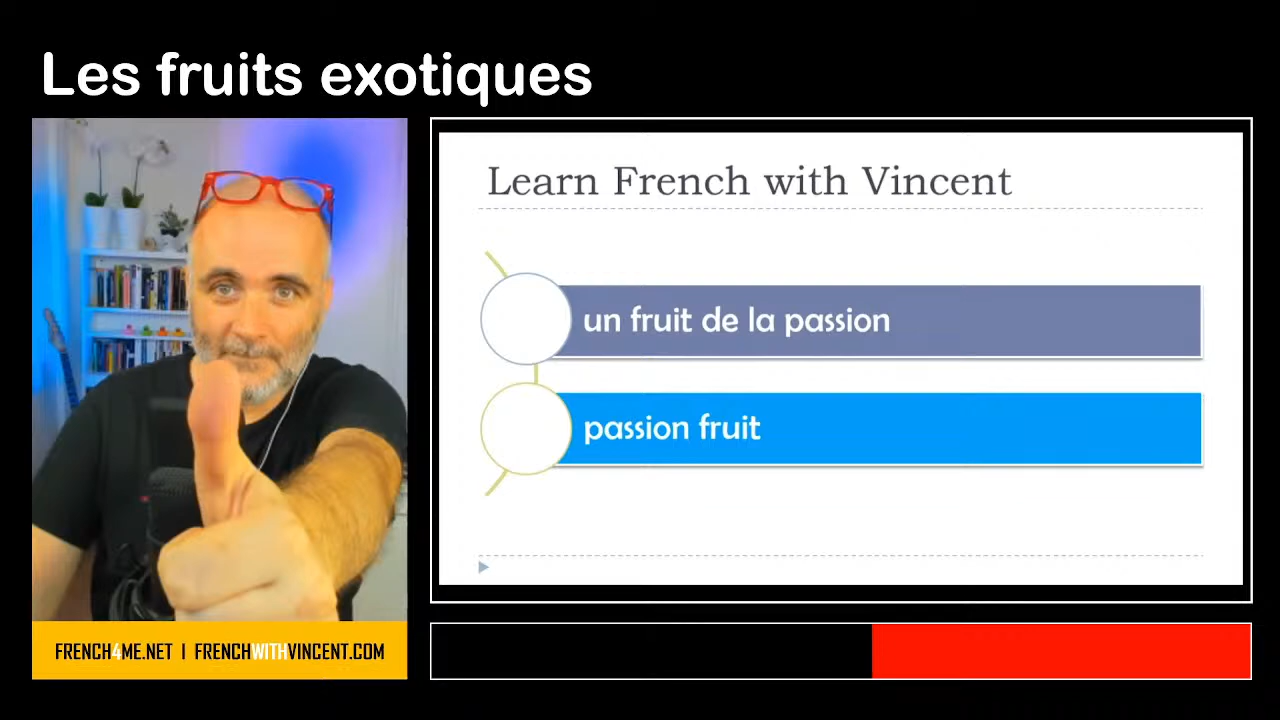 Les fruits exotiques
Learn French with Vincent
un fruit de la passion
passion fruit
FRENCH4ME.NET | FRENCHWITHVINCENT.COM